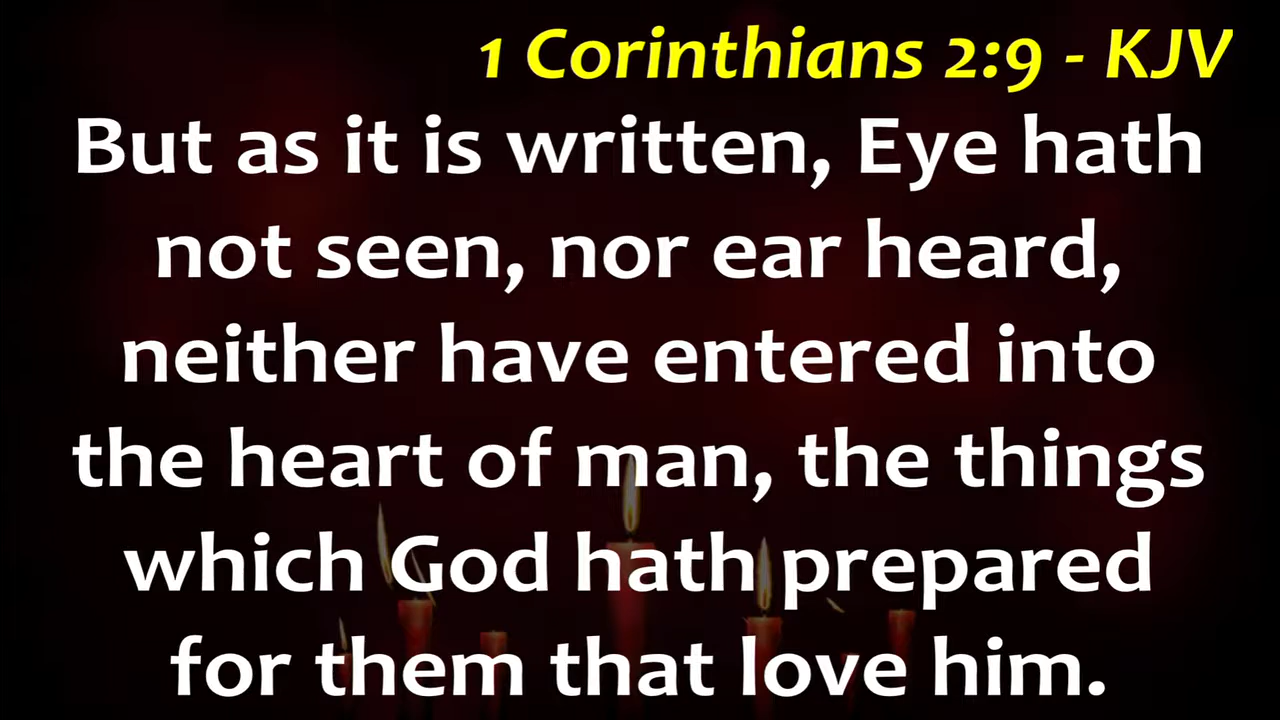 1 Corinthians 2:9 - KJV
But as it is written, Eye hath
not seen, nor ear heard,
neither have entered into
the heart of man, the things
which God hath prepared
for them that love him.